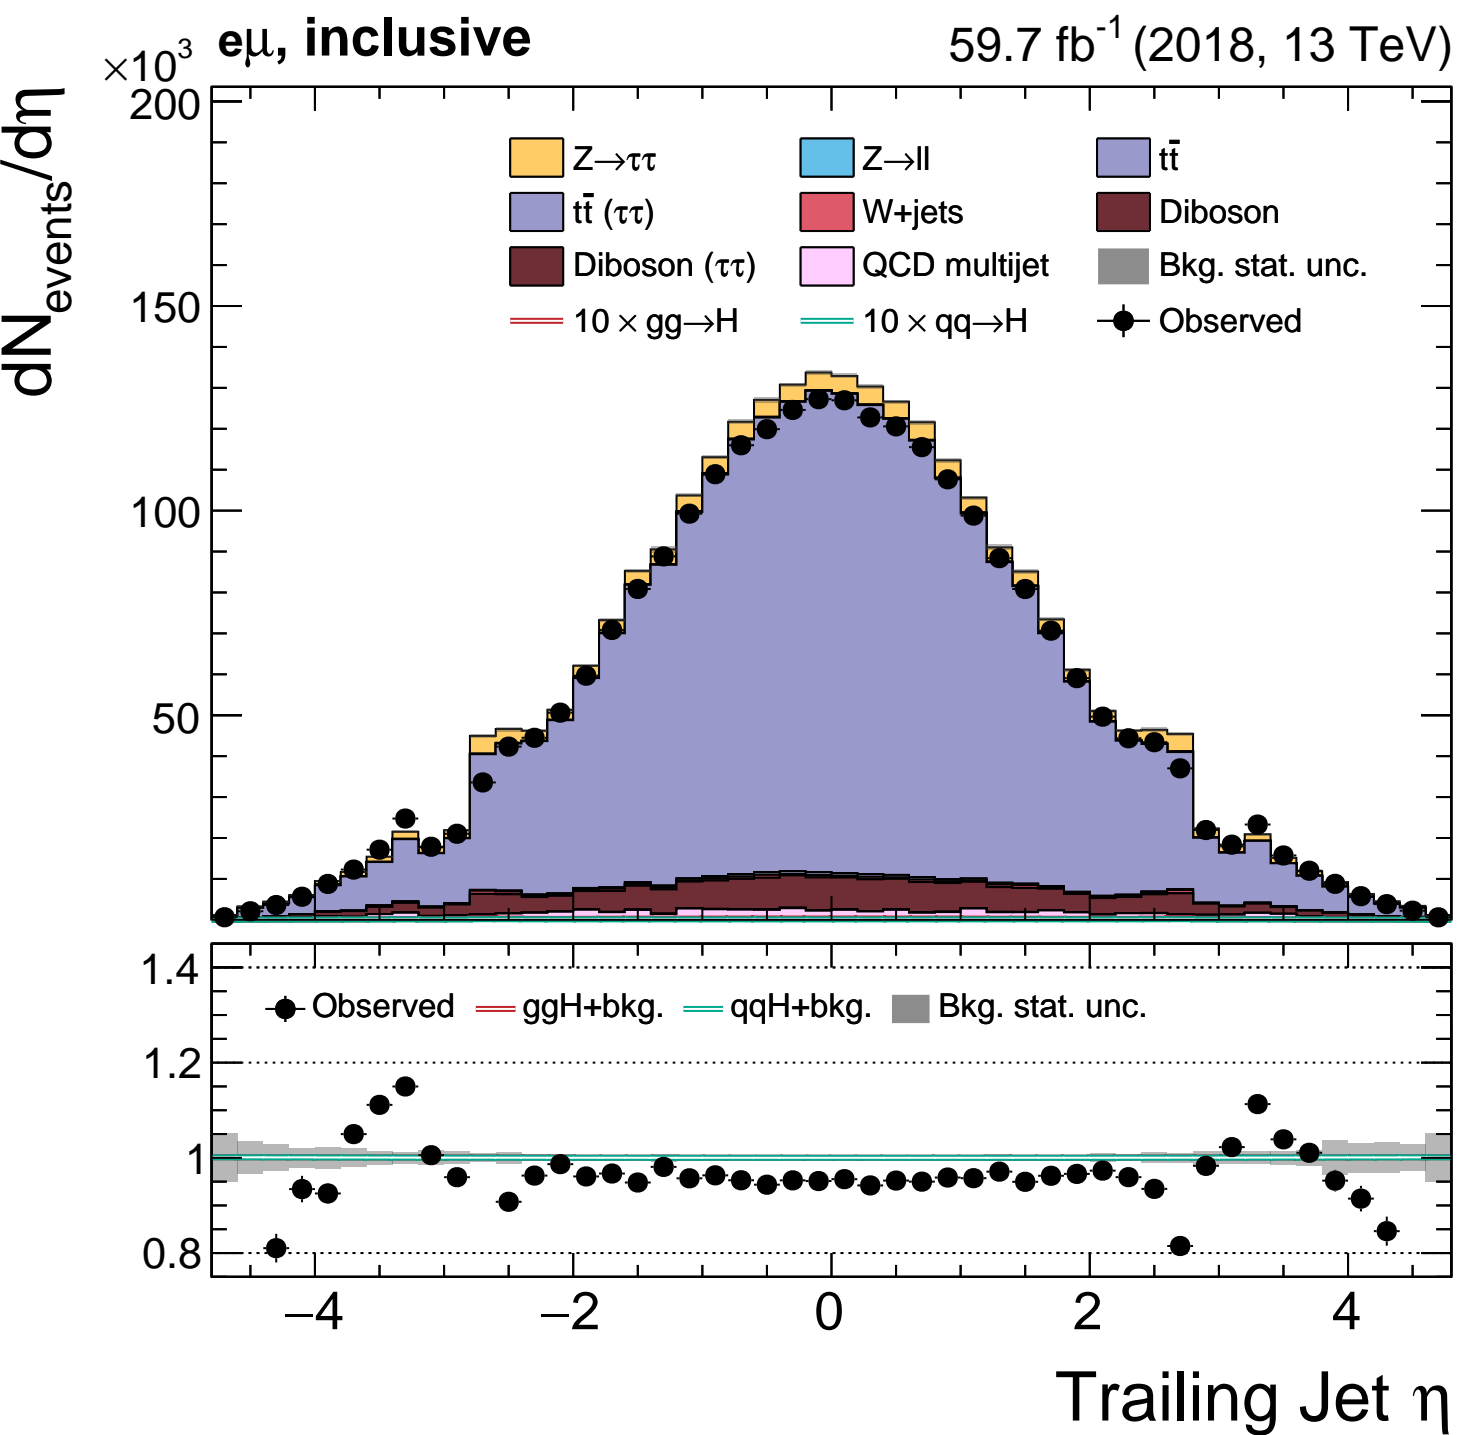 eμ, inclusive 59.7 fb⁻¹ (2018, 13 TeV)
×10³
dN_events/dη
200
150
100
50
Z→ττ Z→ll tt̄
tt̄ (ττ) W+jets Diboson
Diboson (ττ) QCD multijet Bkg. stat. unc.
10 × gg→H 10 × qq→H Observed
1.4
1.2
1
0.8
Observed ggH+bkg. qqH+bkg. Bkg. stat. unc.
−4 −2 0 2 4
Trailing Jet η